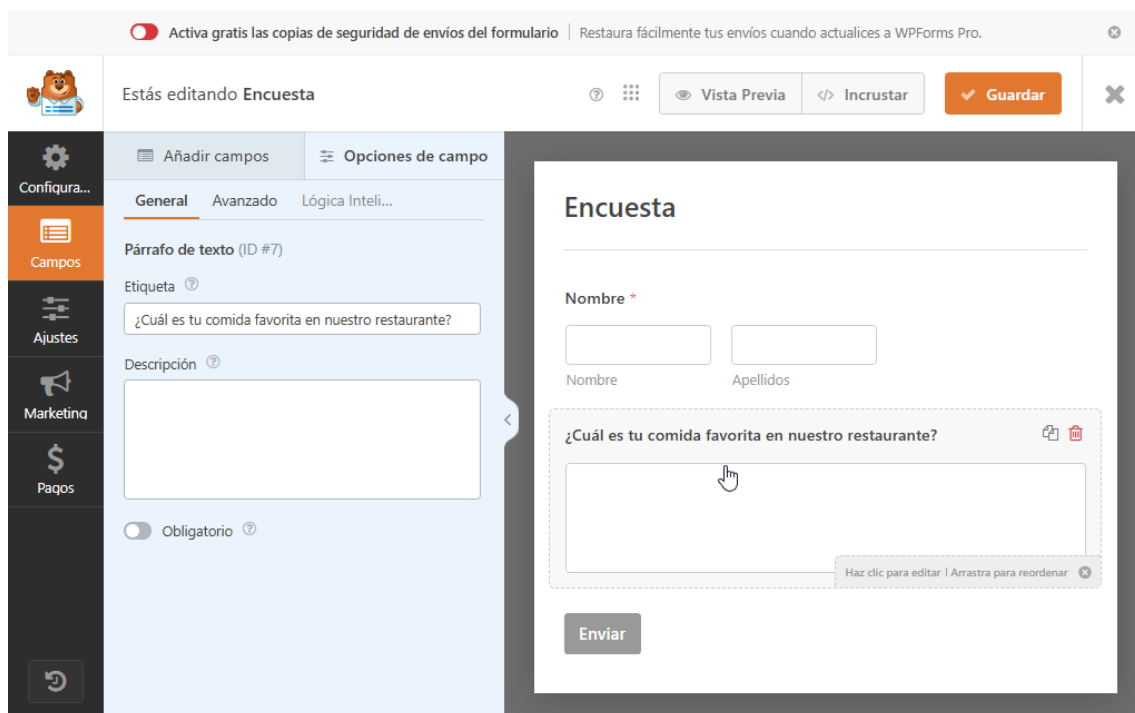 Activa gratis las copias de seguridad de envíos del formulario | Restaura fácilmente tus envíos cuando actualices a WPForms Pro.
Estás editando Encuesta
Vista Previa
</> Incrustar
Guardar
Configura...
Campos
Ajustes
Marketing
Pagos
Añadir campos
Opciones de campo
General
Avanzado
Lógica Inteli...
Párrafo de texto (ID #7)
Etiqueta
¿Cuál es tu comida favorita en nuestro restaurante?
Descripción
Obligatorio
Encuesta
Nombre *
Nombre
Apellidos
¿Cuál es tu comida favorita en nuestro restaurante?
Haz clic para editar | Arrastra para reordenar
Enviar